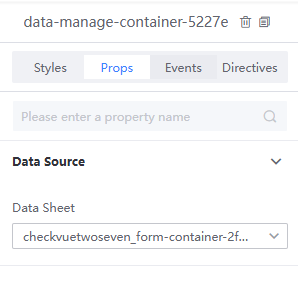 data-manage-container-5227e
Styles Props Events Directives
Please enter a property name
Data Source
Data Sheet
checkvuetwoseven_form-container-2f...